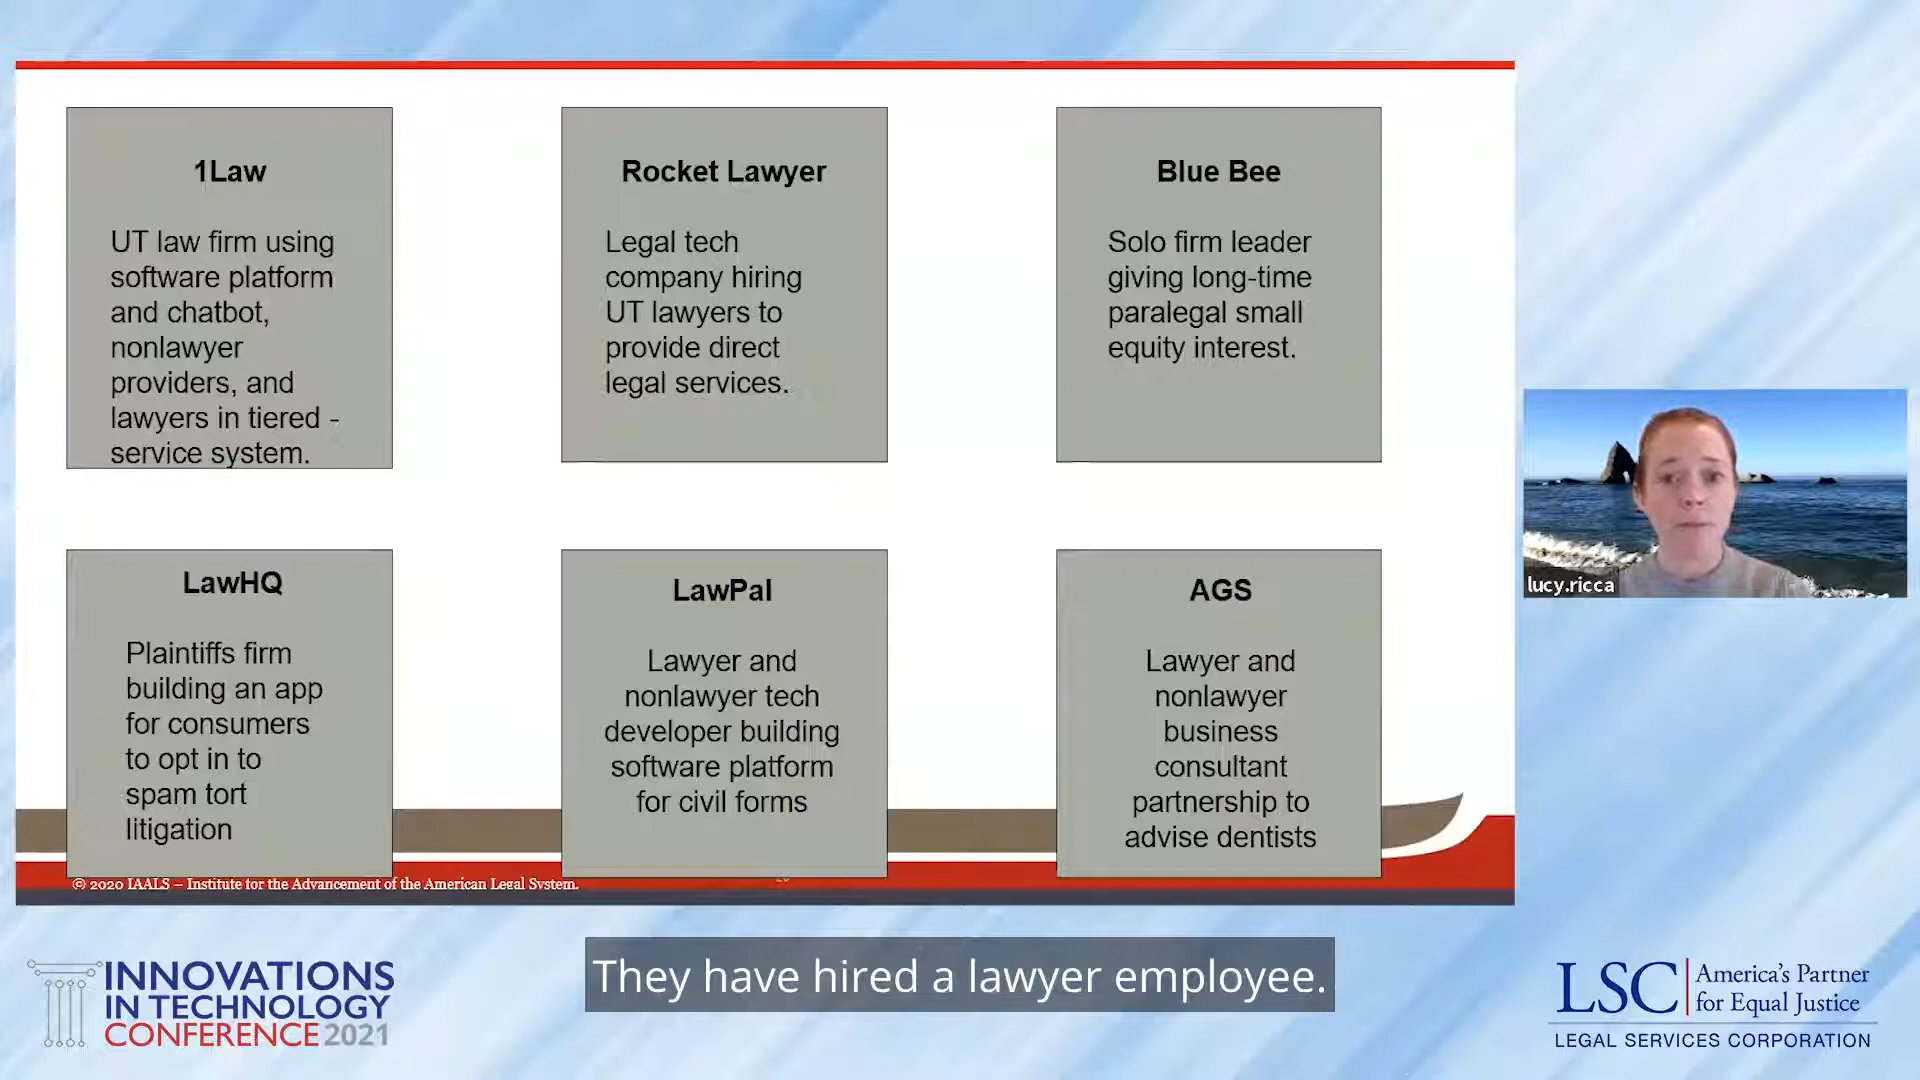 1Law
UT law firm using
software platform
and chatbot,
nonlawyer
providers, and
lawyers in tiered -
service system.
Rocket Lawyer
Legal tech
company hiring
UT lawyers to
provide direct
legal services.
Blue Bee
Solo firm leader
giving long-time
paralegal small
equity interest.
LawHQ
Plaintiffs firm
building an app
for consumers
to opt in to
spam tort
litigation
LawPal
Lawyer and
nonlawyer tech
developer building
software platform
for civil forms
AGS
Lawyer and
nonlawyer
business
consultant
partnership to
advise dentists
© 2020 IAALS – Institute for the Advancement of the American Legal System.
lucy.ricca
They have hired a lawyer employee.
INNOVATIONS
IN TECHNOLOGY
CONFERENCE 2021
LSC America's Partner
for Equal Justice
LEGAL SERVICES CORPORATION